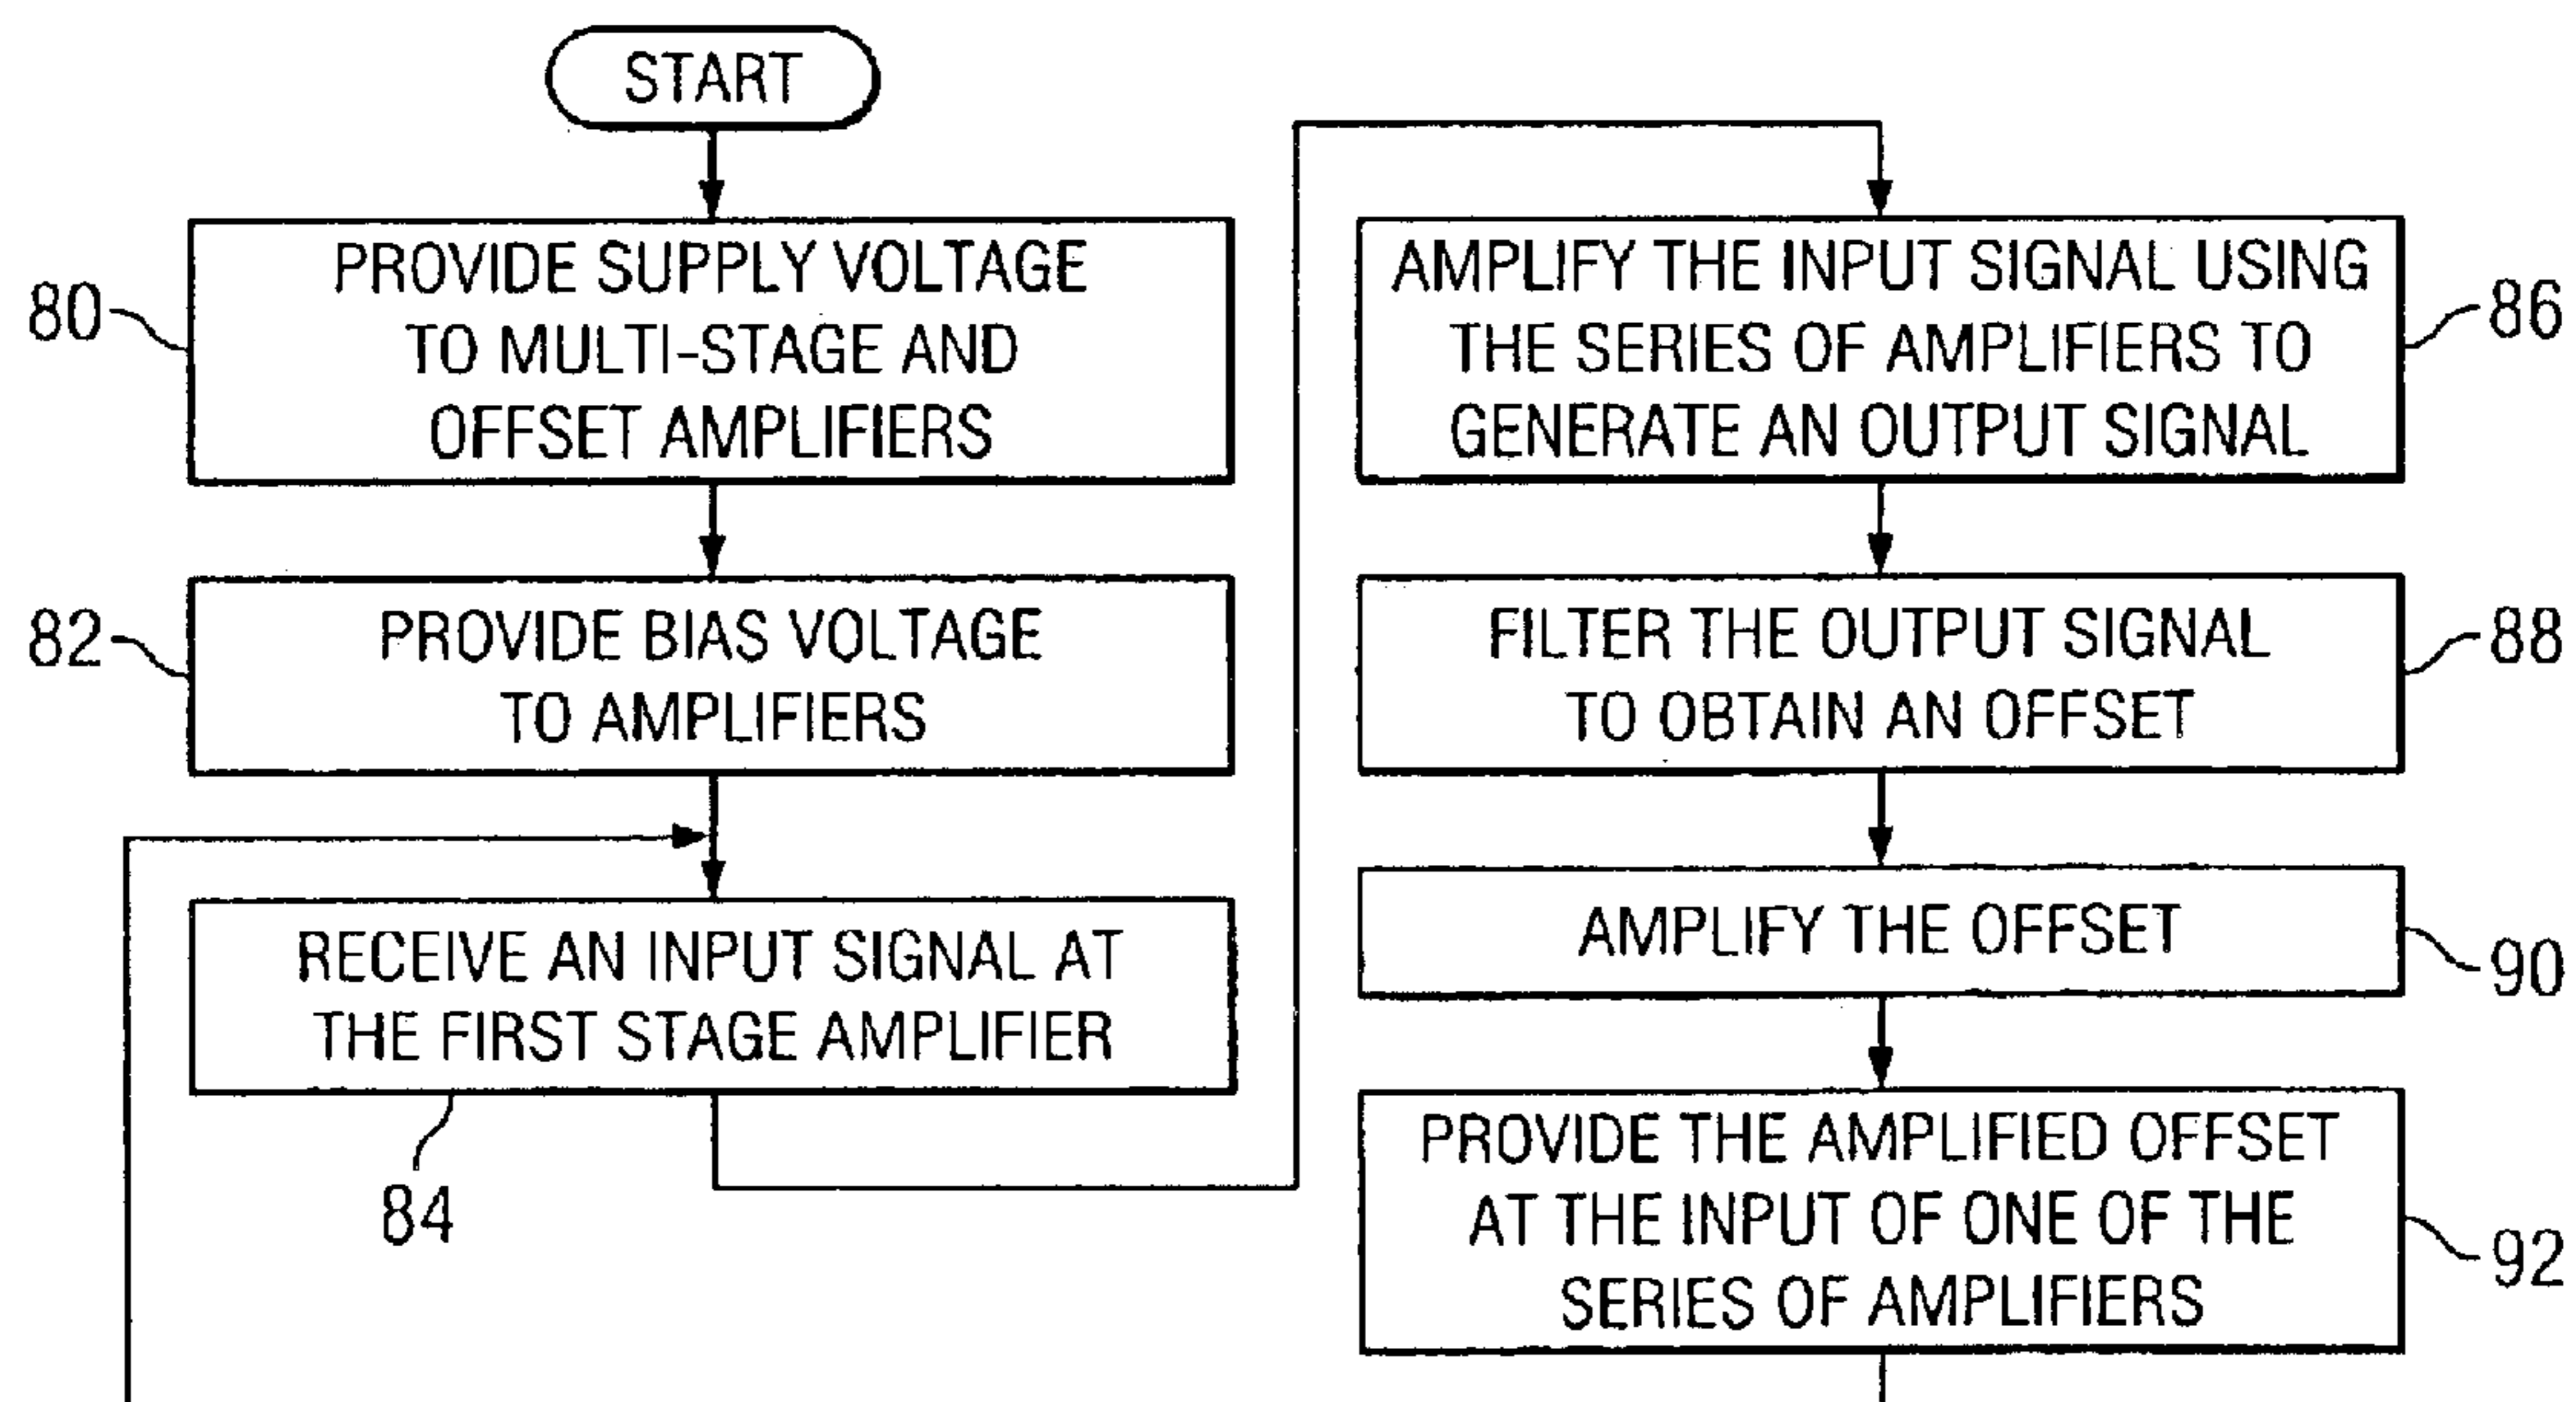 START
80
PROVIDE SUPPLY VOLTAGE
TO MULTI-STAGE AND
OFFSET AMPLIFIERS
82
PROVIDE BIAS VOLTAGE
TO AMPLIFIERS
RECEIVE AN INPUT SIGNAL AT
THE FIRST STAGE AMPLIFIER
84
AMPLIFY THE INPUT SIGNAL USING
THE SERIES OF AMPLIFIERS TO
GENERATE AN OUTPUT SIGNAL
86
FILTER THE OUTPUT SIGNAL
TO OBTAIN AN OFFSET
88
AMPLIFY THE OFFSET
90
PROVIDE THE AMPLIFIED OFFSET
AT THE INPUT OF ONE OF THE
SERIES OF AMPLIFIERS
92